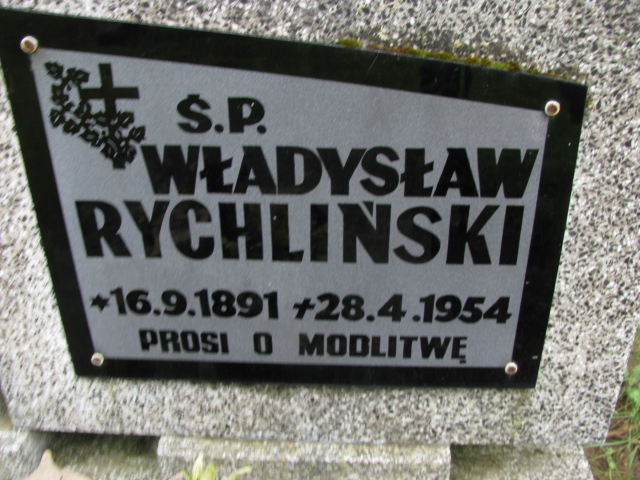 Ś.P.
WŁADYSŁAW
RYCHLIŃSKI
*16.9.1891 +28.4.1954
PROSI O MODLITWĘ